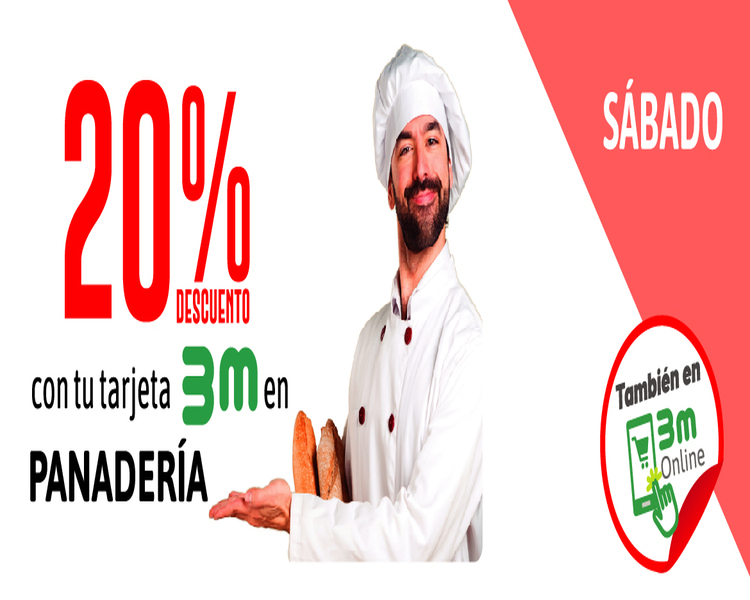 20%
DESCUENTO
con tu tarjeta 3m en
PANADERÍA
SÁBADO
También en
3m
Online